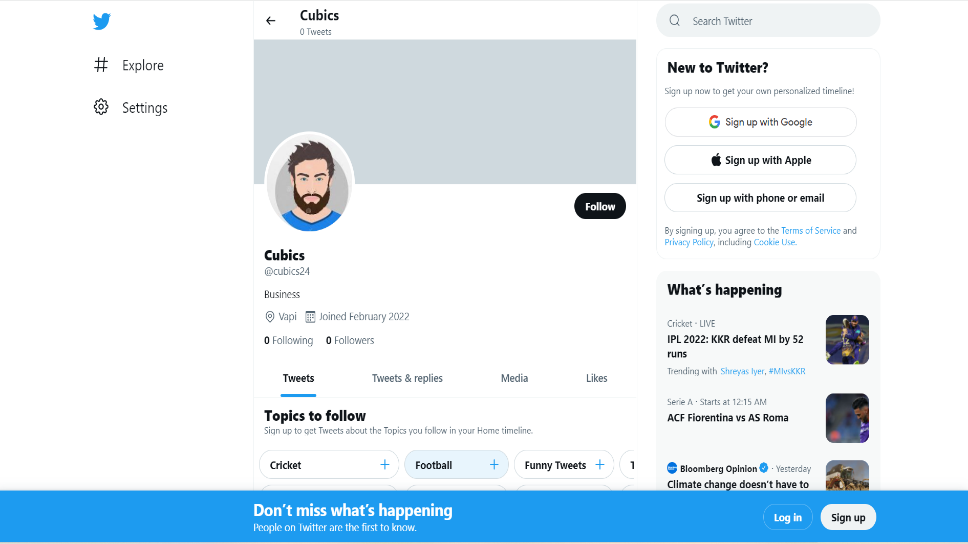 Cubics
0 Tweets
Explore
Settings
Follow
Cubics
@cubics24
Business
Vapi Joined February 2022
0 Following 0 Followers
Tweets Tweets & replies Media Likes
Topics to follow
Sign up to get Tweets about the Topics you follow in your Home timeline.
Cricket + Football + Funny Tweets +
Search Twitter
New to Twitter?
Sign up now to get your own personalized timeline!
Sign up with Google
Sign up with Apple
Sign up with phone or email
By signing up, you agree to the Terms of Service and
Privacy Policy, including Cookie Use.
What's happening
Cricket · LIVE
IPL 2022: KKR defeat MI by 52
runs
Trending with Shreyas Iyer, #MIvsKKR
Serie A · Starts at 12:15 AM
ACF Fiorentina vs AS Roma
Bloomberg Opinion · Yesterday
Climate change doesn't have to
Don't miss what's happening
People on Twitter are the first to know.
Log in Sign up